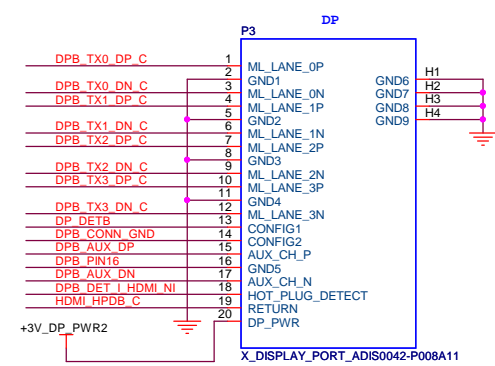 DP
P3
DPB_TX0_DP_C 1 ML_LANE_0P
2 GND1 GND6 H1
DPB_TX0_DN_C 3 ML_LANE_0N GND7 H2
DPB_TX1_DP_C 4 ML_LANE_1P GND8 H3
5 GND2 GND9 H4
DPB_TX1_DN_C 6 ML_LANE_1N
DPB_TX2_DP_C 7 ML_LANE_2P
8 GND3
DPB_TX2_DN_C 9 ML_LANE_2N
DPB_TX3_DP_C 10 ML_LANE_3P
11 GND4
DPB_TX3_DN_C 12 ML_LANE_3N
DP_DETB 13 CONFIG1
DPB_CONN_GND 14 CONFIG2
DPB_AUX_DP 15 AUX_CH_P
DPB_PIN16 16 GND5
DPB_AUX_DN 17 AUX_CH_N
DPB_DET_I_HDMI_NI 18 HOT_PLUG_DETECT
HDMI_HPDB_C 19 RETURN
20 DP_PWR
+3V_DP_PWR2
X_DISPLAY_PORT_ADIS0042-P008A11